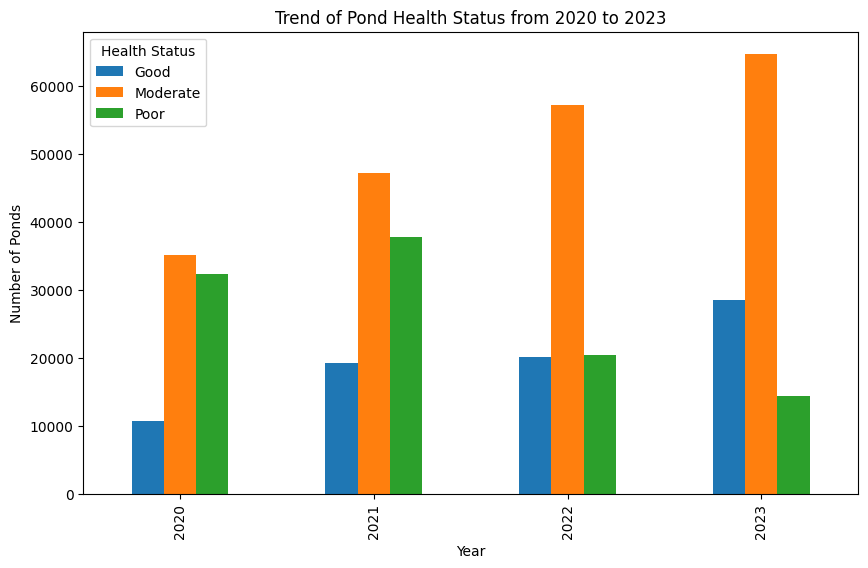 Trend of Pond Health Status from 2020 to 2023
Health Status
Good
Moderate
Poor
Number of Ponds
60000
50000
40000
30000
20000
10000
0
2020
2021
2022
2023
Year